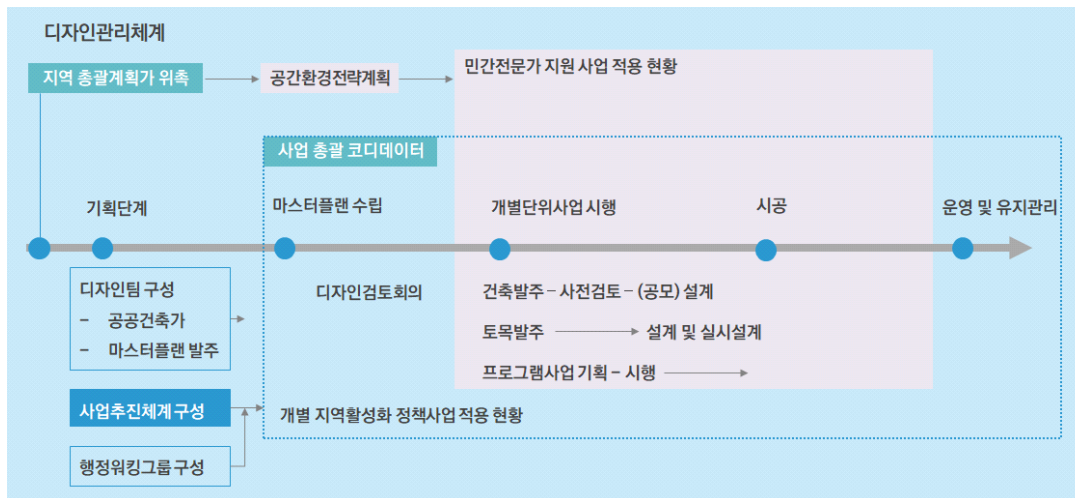 디자인관리체계
지역 총괄계획가 위촉
공간환경전략계획
민간전문가 지원 사업 적용 현황
사업 총괄 코디데이터
기획단계
마스터플랜 수립
개별단위사업 시행
시공
운영 및 유지관리
디자인팀 구성
– 공공건축가
– 마스터플랜 발주
디자인검토회의
건축발주 – 사전검토 – (공모) 설계
토목발주 설계 및 실시설계
프로그램사업 기획 – 시행
사업추진체계 구성
개별 지역활성화 정책사업 적용 현황
행정워킹그룹 구성